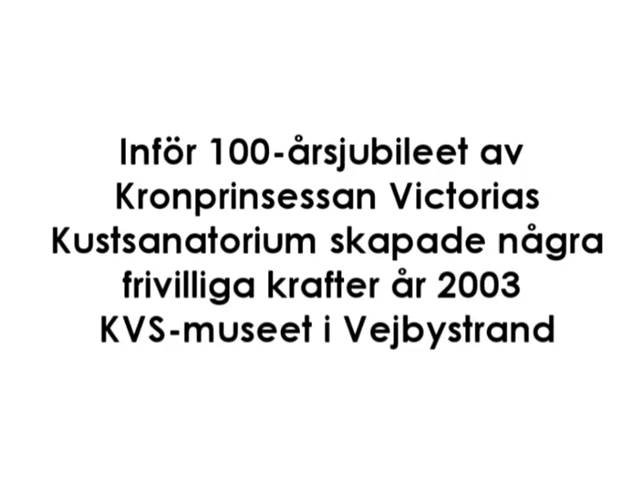 Inför 100-årsjubileet av
Kronprinsessan Victorias
Kustsanatorium skapade några
frivilliga krafter år 2003
KVS-museet i Vejbystrand